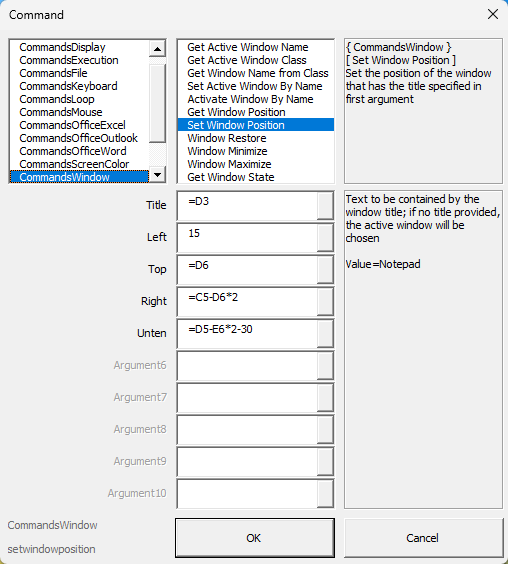 Command
CommandsDisplay
CommandsExecution
CommandsFile
CommandsKeyboard
CommandsLoop
CommandsMouse
CommandsOfficeExcel
CommandsOfficeOutlook
CommandsOfficeWord
CommandsScreenColor
CommandsWindow
Get Active Window Name
Get Active Window Class
Get Window Name from Class
Set Active Window By Name
Activate Window By Name
Get Window Position
Set Window Position
Window Restore
Window Minimize
Window Maximize
Get Window State
{ CommandsWindow }
[ Set Window Position ]
Set the position of the window
that has the title specified in
first argument
Title =D3
Left 15
Top =D6
Right =C5-D6*2
Unten =D5-E6*2-30
Argument6
Argument7
Argument8
Argument9
Argument10
Text to be contained by the
window title; if no title provided,
the active window will be
chosen
Value=Notepad
CommandsWindow
setwindowposition
OK
Cancel